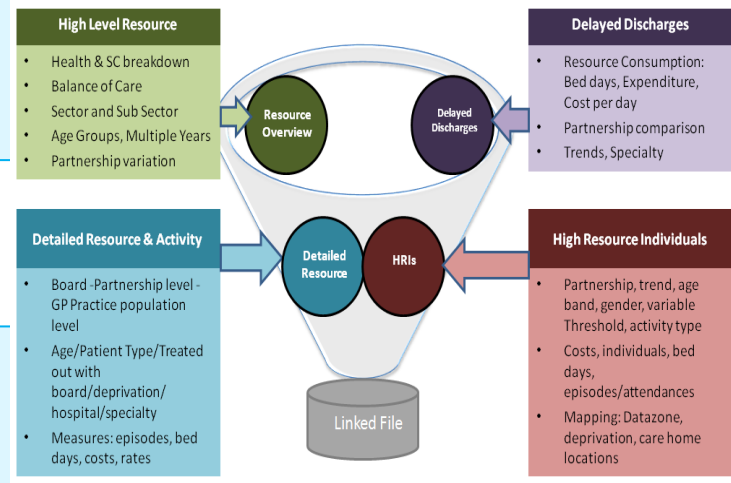 High Level Resource
• Health & SC breakdown
• Balance of Care
• Sector and Sub Sector
• Age Groups, Multiple Years
• Partnership variation
Resource
Overview
Delayed
Discharges
Delayed Discharges
• Resource Consumption:
Bed days, Expenditure,
Cost per day
• Partnership comparison
• Trends, Specialty
Detailed Resource & Activity
• Board -Partnership level -
GP Practice population
level
• Age/Patient Type/Treated
out with
board/deprivation/
hospital/specialty
• Measures: episodes, bed
days, costs, rates
Detailed
Resource
HRIs
High Resource Individuals
• Partnership, trend, age
band, gender, variable
Threshold, activity type
• Costs, individuals, bed
days,
episodes/attendances
• Mapping: Datazone,
deprivation, care home
locations
Linked File